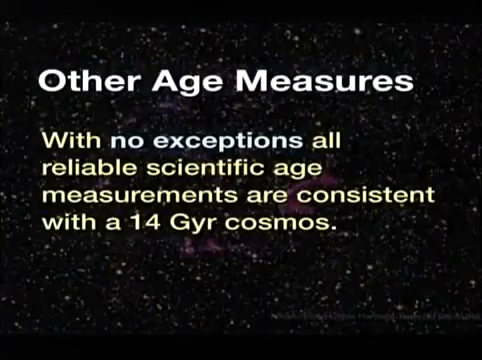 Other Age Measures
With no exceptions all
reliable scientific age
measurements are consistent
with a 14 Gyr cosmos.